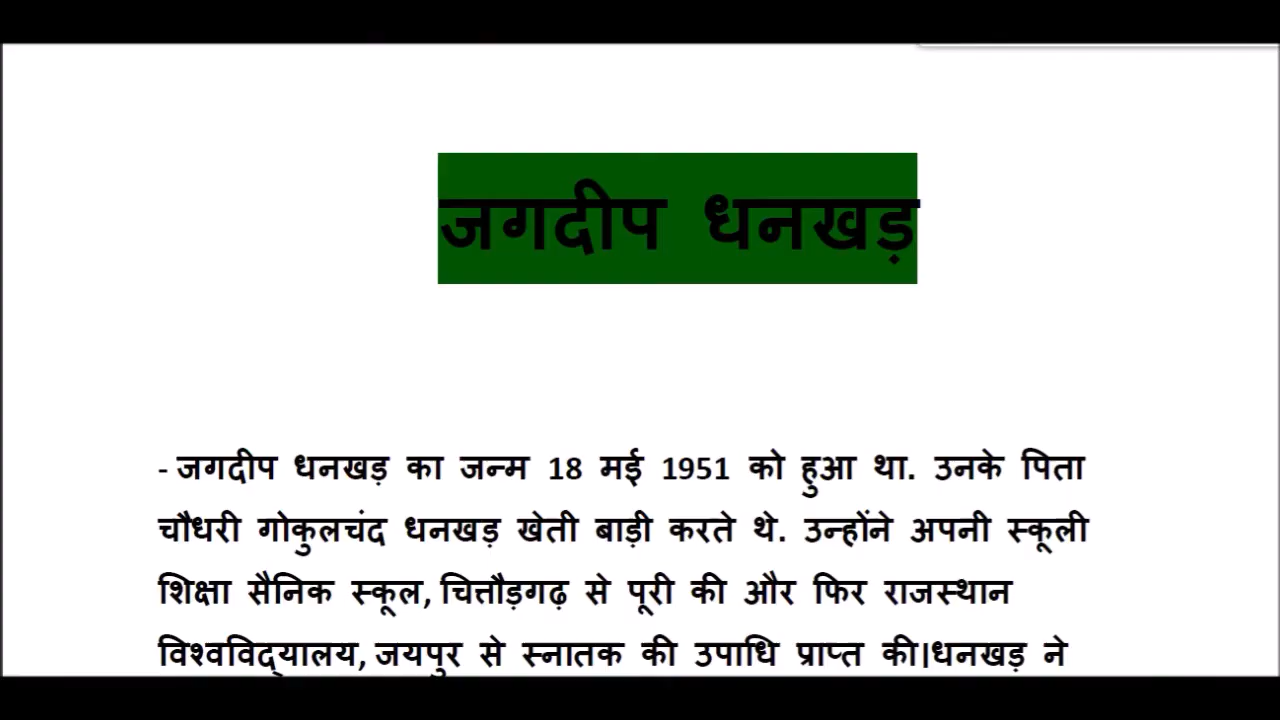 जगदीप धनखड़
- जगदीप धनखड़ का जन्म 18 मई 1951 को हुआ था. उनके पिता
चौधरी गोकुलचंद धनखड़ खेती बाड़ी करते थे. उन्होंने अपनी स्कूली
शिक्षा सैनिक स्कूल, चित्तौड़गढ़ से पूरी की और फिर राजस्थान
विश्वविद्यालय, जयपुर से स्नातक की उपाधि प्राप्त की।धनखड़ ने